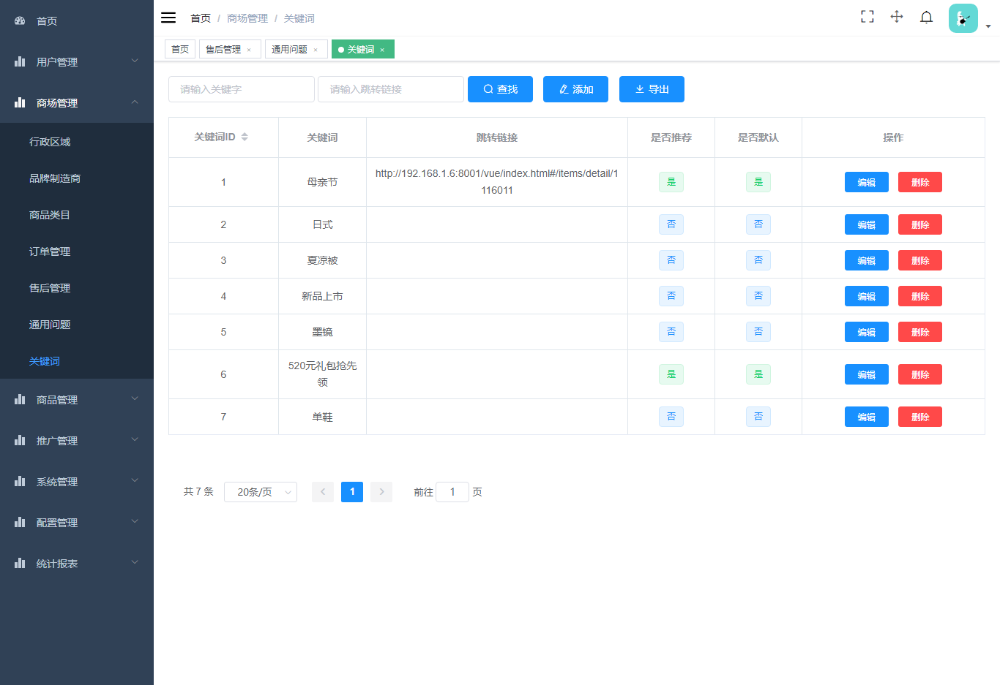 首页
用户管理
商场管理
行政区域
品牌制造商
商品类目
订单管理
售后管理
通用问题
关键词
商品管理
推广管理
系统管理
配置管理
统计报表
首页 / 商场管理 / 关键词
首页 售后管理 × 通用问题 × 关键词 ×
请输入关键字 请输入跳转链接 查找 添加 导出
关键词ID 关键词 跳转链接 是否推荐 是否默认 操作
1 母亲节 http://192.168.1.6:8001/vue/index.html#/items/detail/1
116011 是 是 编辑 删除
2 日式 否 否 编辑 删除
3 夏凉被 否 否 编辑 删除
4 新品上市 否 否 编辑 删除
5 墨镜 否 否 编辑 删除
6 520元礼包抢先
领 是 是 编辑 删除
7 单鞋 否 否 编辑 删除
共 7 条 20条/页 1 前往 1 页